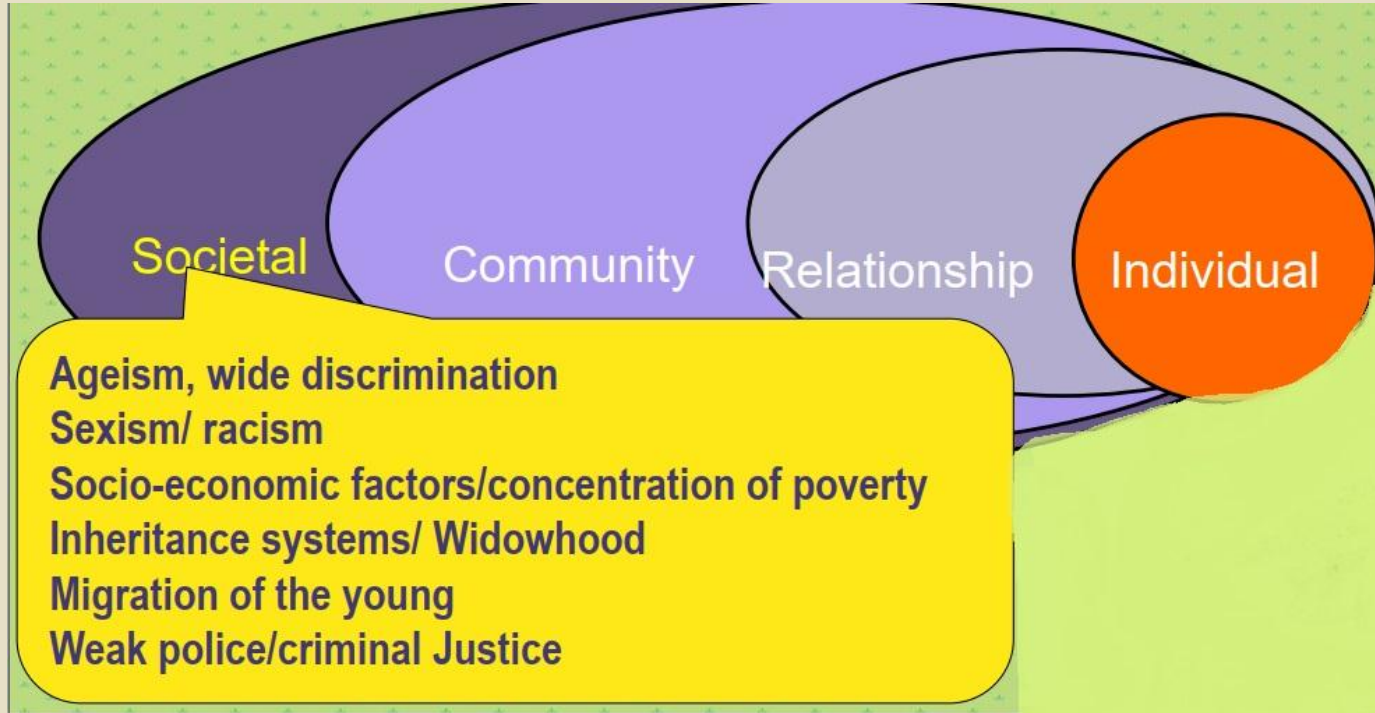 Societal
Community
Relationship
Individual
Ageism, wide discrimination
Sexism/ racism
Socio-economic factors/concentration of poverty
Inheritance systems/ Widowhood
Migration of the young
Weak police/criminal Justice